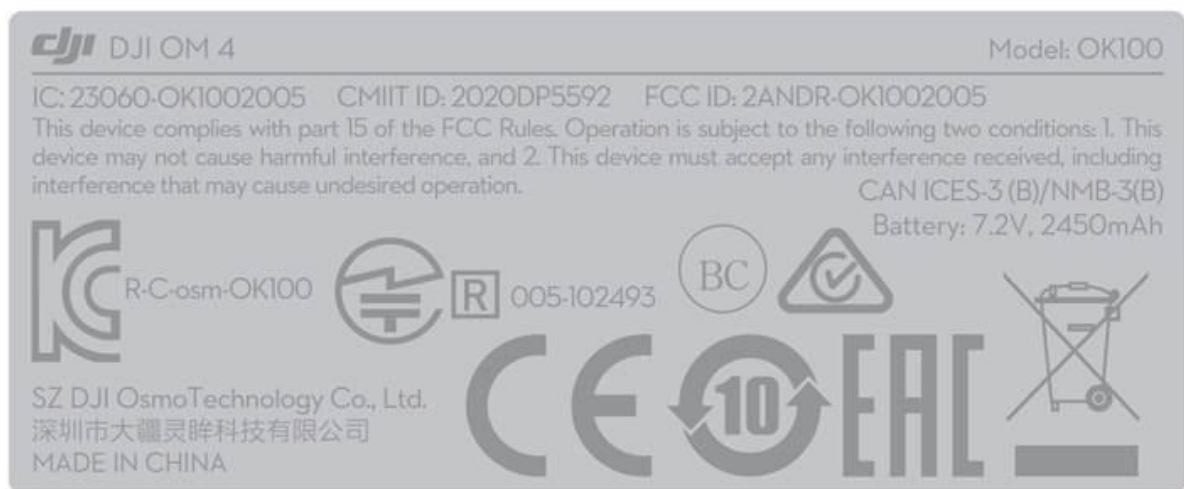 dji DJI OM 4 Model: OK100
IC: 23060-OK1002005 CMIIT ID: 2020DP5592 FCC ID: 2ANDR-OK1002005
This device complies with part 15 of the FCC Rules. Operation is subject to the following two conditions: 1. This
device may not cause harmful interference, and 2. This device must accept any interference received, including
interference that may cause undesired operation.
CAN ICES-3 (B)/NMB-3(B)
Battery: 7.2V, 2450mAh
KC R-C-osm-OK100
R 005-102493
BC
CE 10 EAC
SZ DJI OsmoTechnology Co., Ltd.
深圳市大疆灵眸科技有限公司
MADE IN CHINA